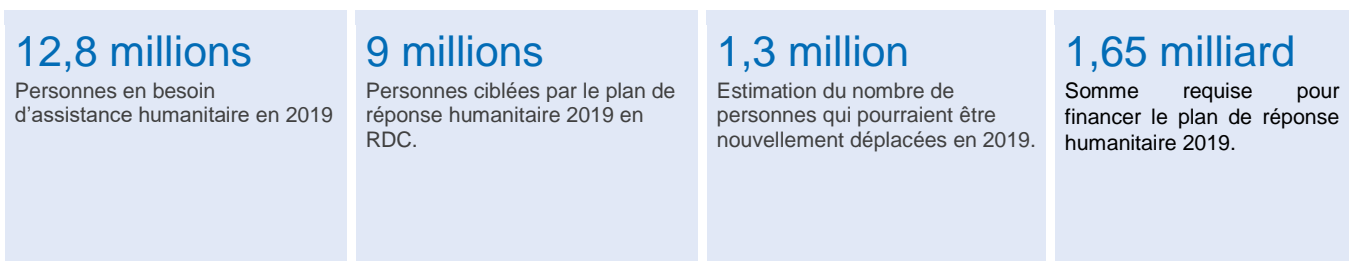 12,8 millions
Personnes en besoin
d’assistance humanitaire en 2019
9 millions
Personnes ciblées par le plan de
réponse humanitaire 2019 en
RDC.
1,3 million
Estimation du nombre de
personnes qui pourraient être
nouvellement déplacées en 2019.
1,65 milliard
Somme requise pour
financer le plan de réponse
humanitaire 2019.